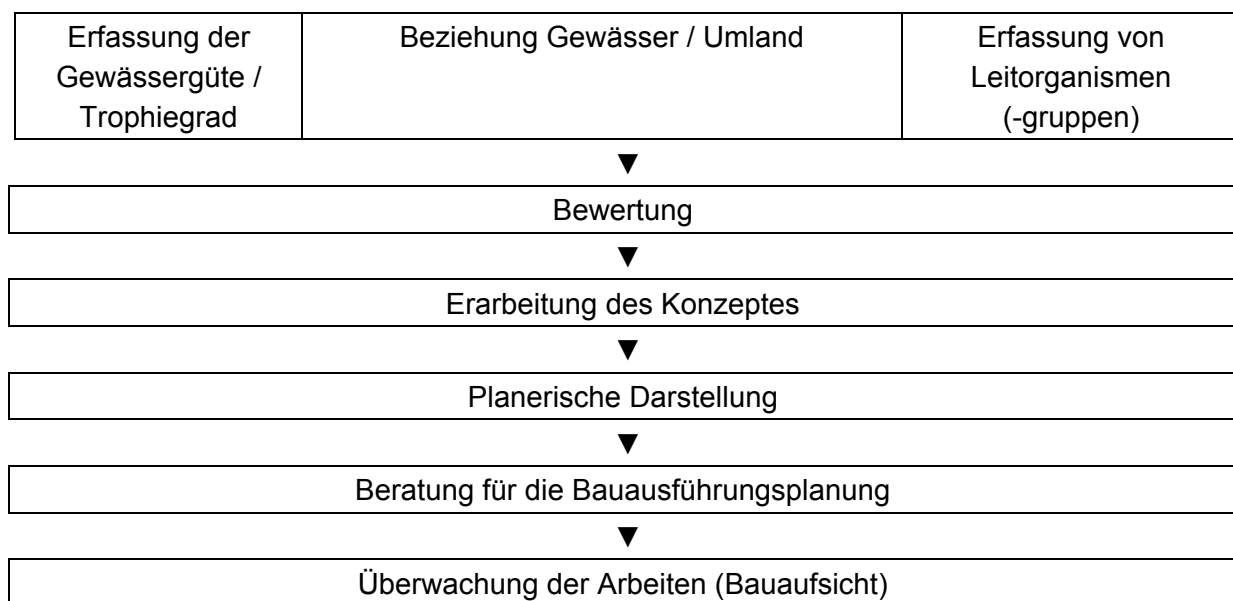 Erfassung der
Gewässergüte /
Trophiegrad
Beziehung Gewässer / Umland
Erfassung von
Leitorganismen
(-gruppen)
▼
Bewertung
▼
Erarbeitung des Konzeptes
▼
Planerische Darstellung
▼
Beratung für die Bauausführungsplanung
▼
Überwachung der Arbeiten (Bauaufsicht)